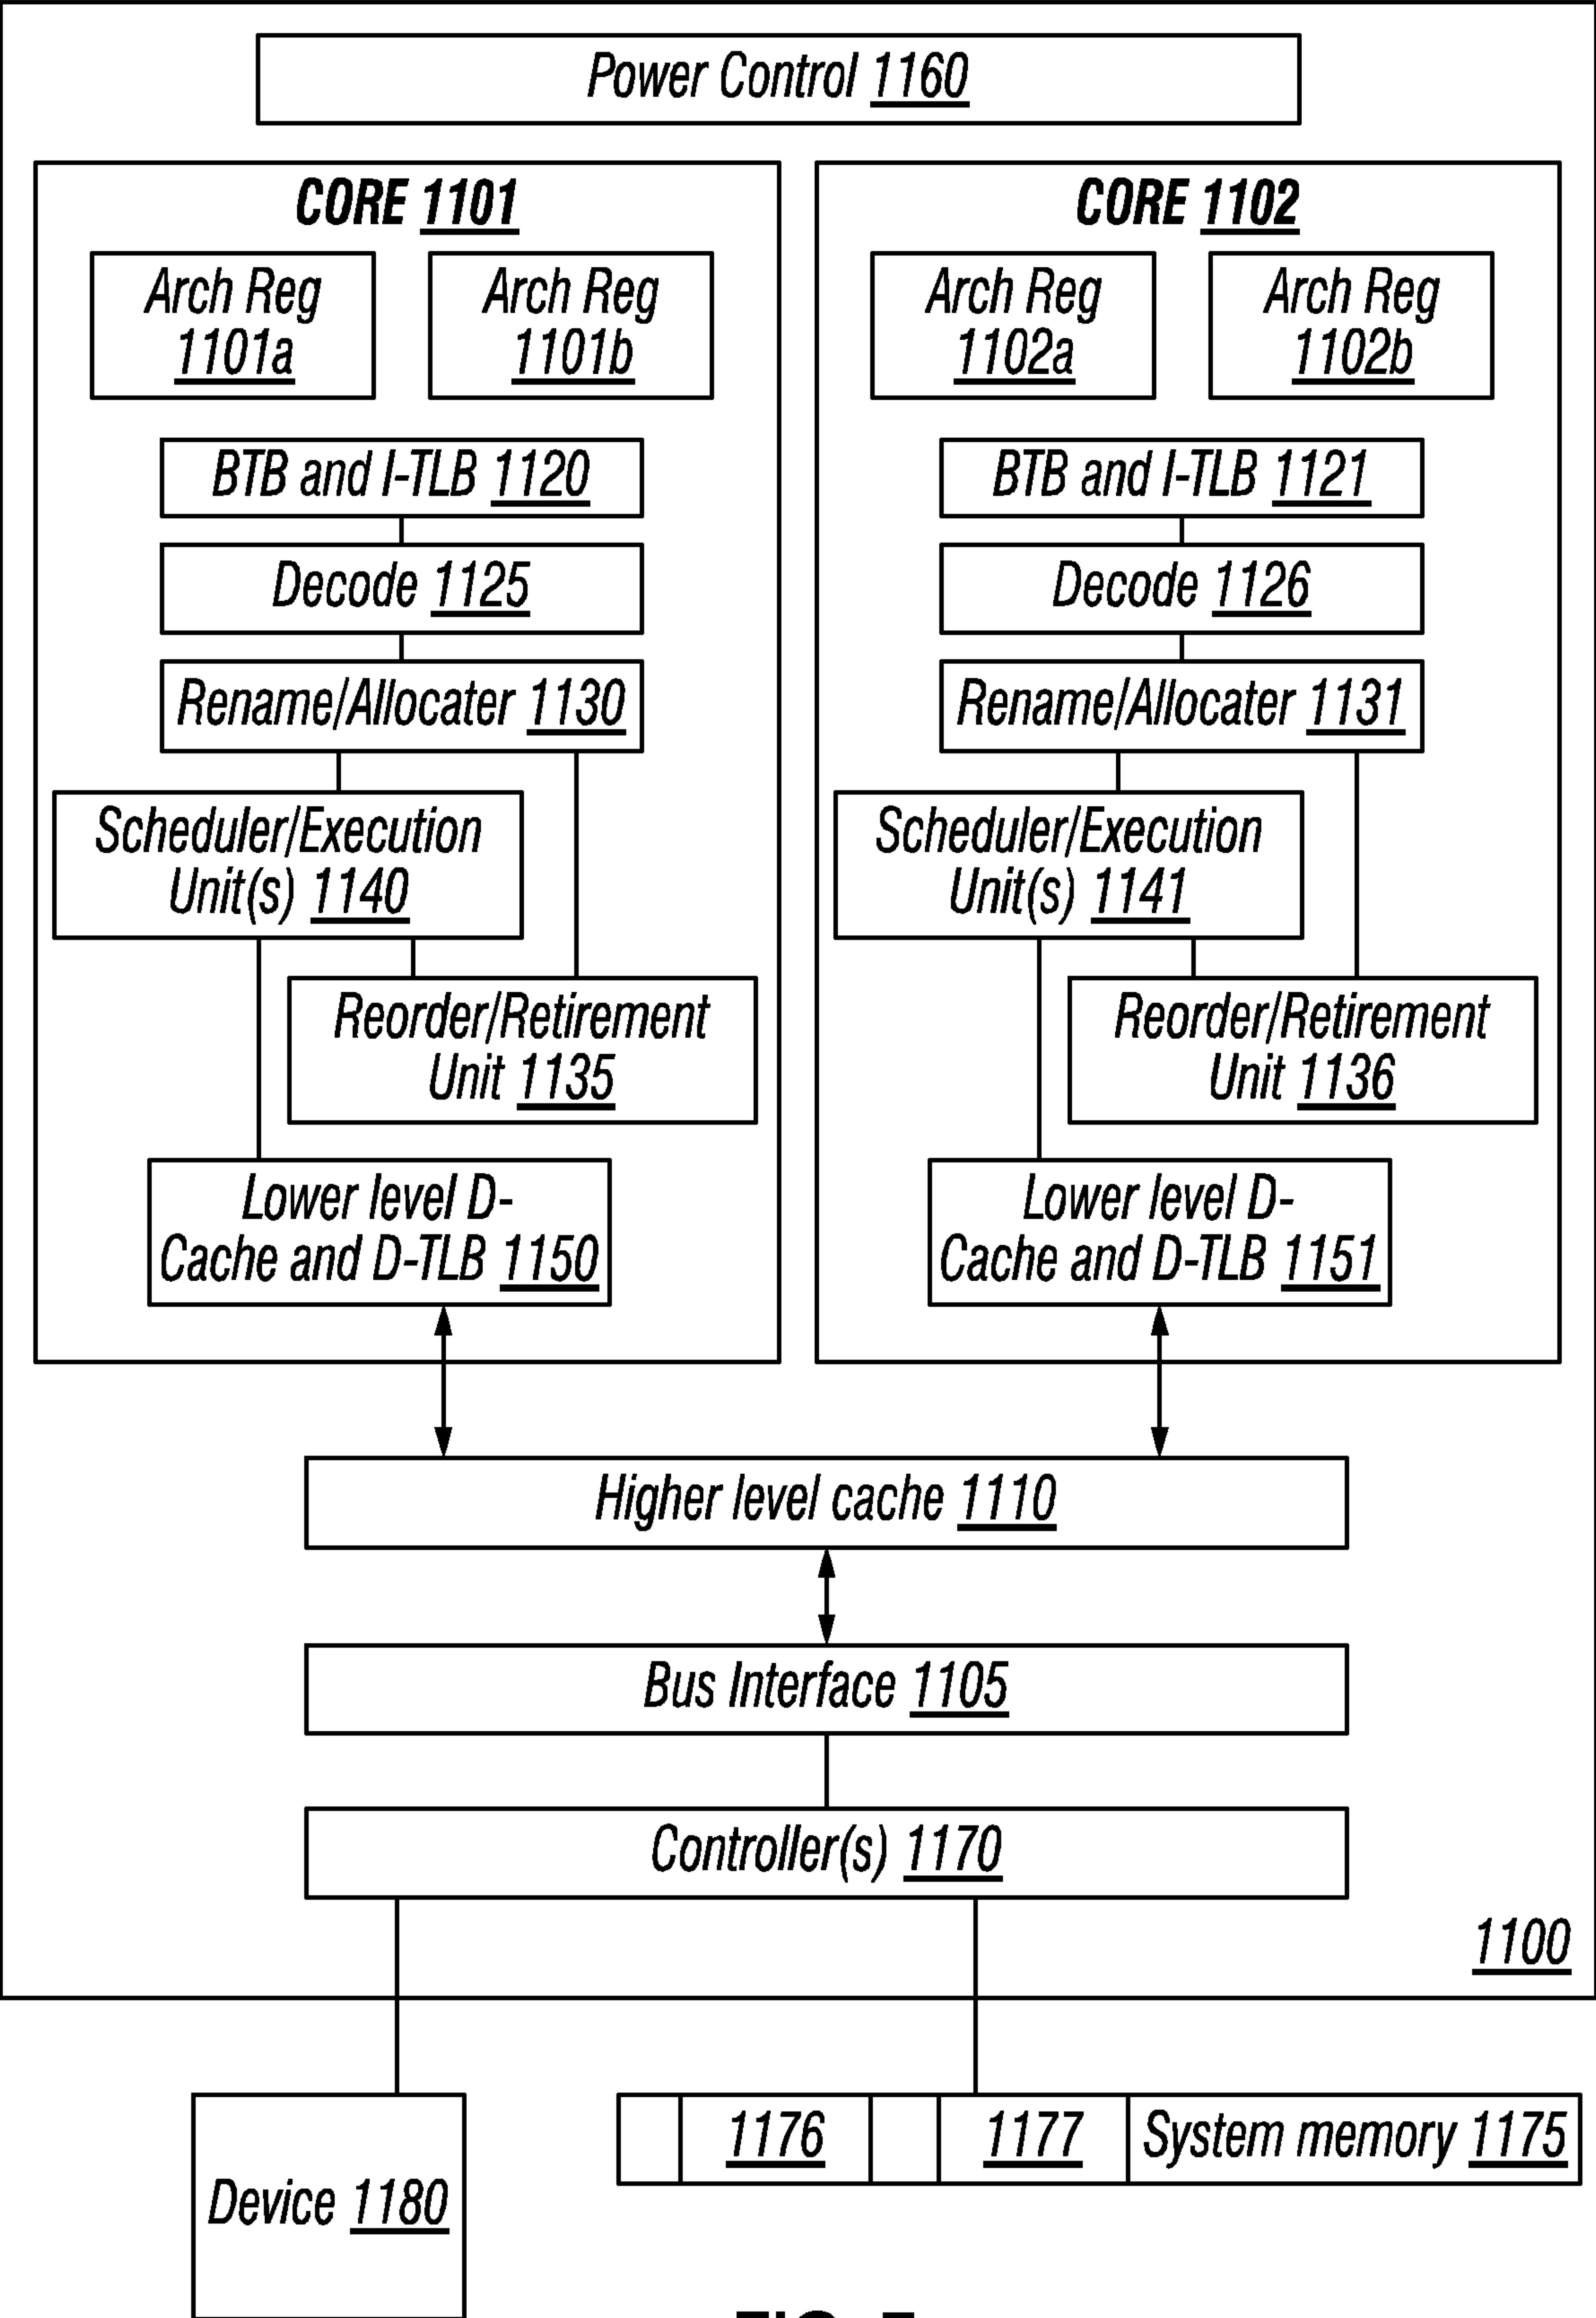 Power Control 1160
CORE 1101
Arch Reg
1101a
Arch Reg
1101b
BTB and I-TLB 1120
Decode 1125
Rename/Allocater 1130
Scheduler/Execution
Unit(s) 1140
Reorder/Retirement
Unit 1135
Lower level D-
Cache and D-TLB 1150
CORE 1102
Arch Reg
1102a
Arch Reg
1102b
BTB and I-TLB 1121
Decode 1126
Rename/Allocater 1131
Scheduler/Execution
Unit(s) 1141
Reorder/Retirement
Unit 1136
Lower level D-
Cache and D-TLB 1151
Higher level cache 1110
Bus Interface 1105
Controller(s) 1170
1100
Device 1180
1176
1177
System memory 1175